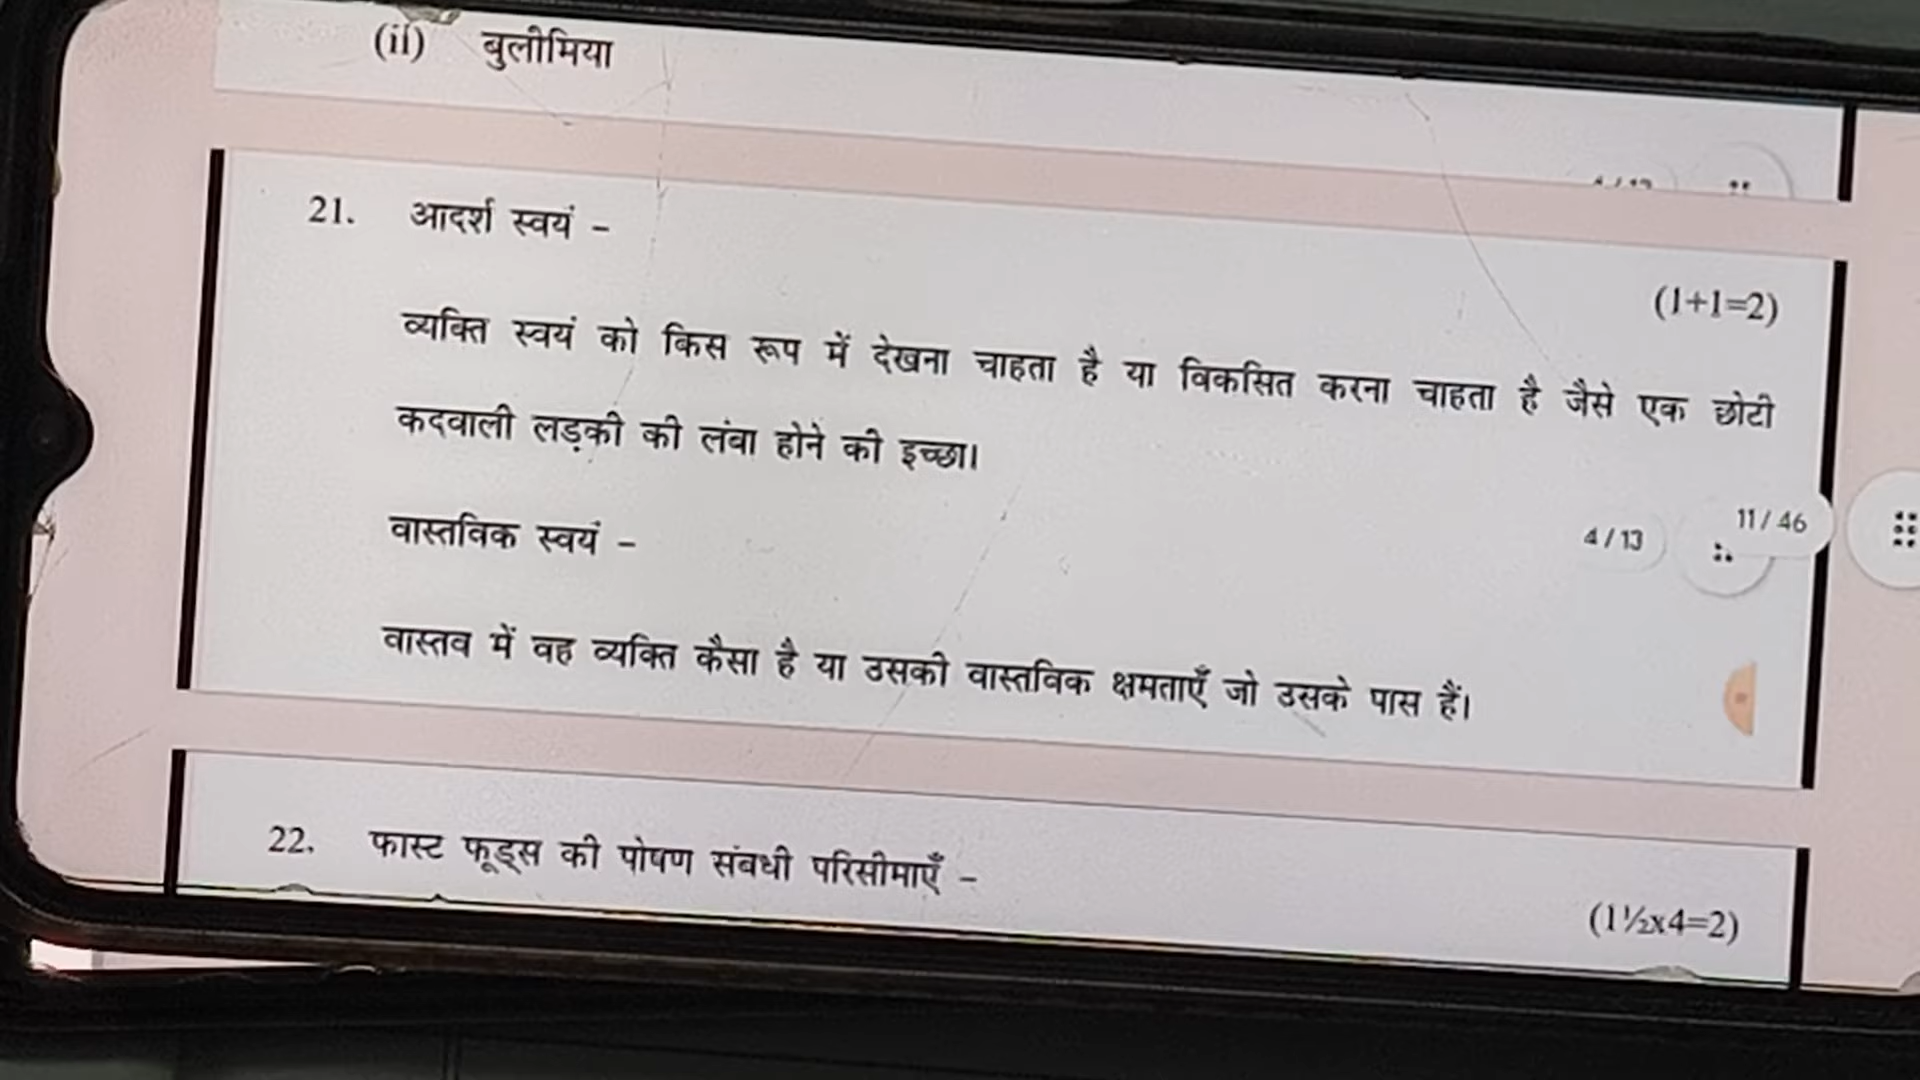 (ii) बुलीमिया
21. आदर्श स्वयं –
(1+1=2)
व्यक्ति स्वयं को किस रूप में देखना चाहता है या विकसित करना चाहता है जैसे एक छोटी
कदवाली लड़की की लंबा होने की इच्छा।
वास्तविक स्वयं –
4 / 13
11 / 46
वास्तव में वह व्यक्ति कैसा है या उसकी वास्तविक क्षमताएँ जो उसके पास हैं।
22. फास्ट फूड्स की पोषण संबधी परिसीमाएँ –
(1½x4=2)